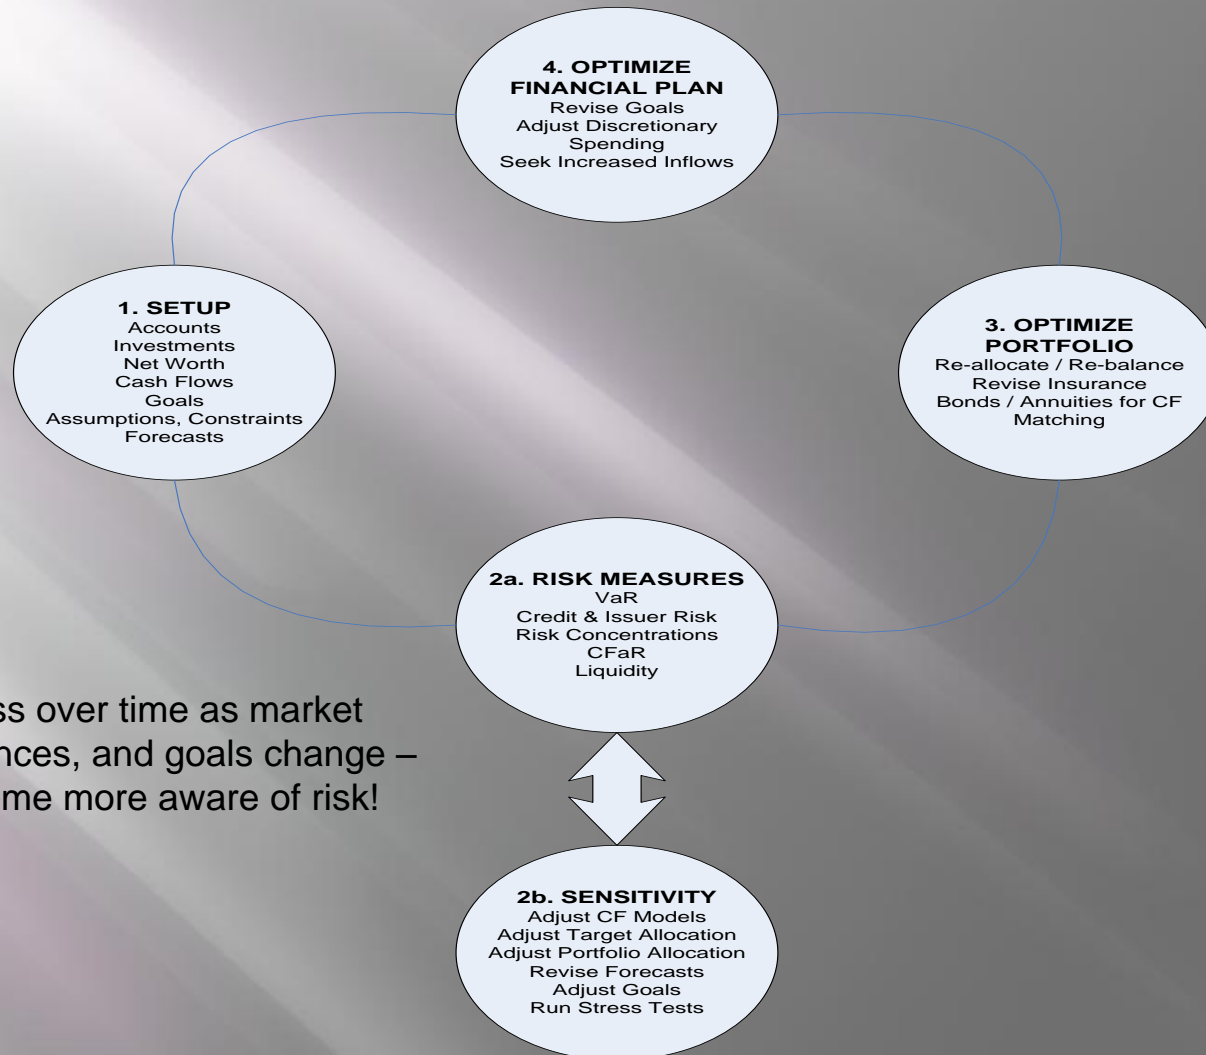 4. OPTIMIZE
FINANCIAL PLAN
Revise Goals
Adjust Discretionary
Spending
Seek Increased Inflows
1. SETUP
Accounts
Investments
Net Worth
Cash Flows
Goals
Assumptions, Constraints
Forecasts
3. OPTIMIZE
PORTFOLIO
Re-allocate / Re-balance
Revise Insurance
Bonds / Annuities for CF
Matching
2a. RISK MEASURES
VaR
Credit & Issuer Risk
Risk Concentrations
CFaR
Liquidity
over time as market
and goals change –
more aware of risk!
2b. SENSITIVITY
Adjust CF Models
Adjust Target Allocation
Adjust Portfolio Allocation
Revise Forecasts
Adjust Goals
Run Stress Tests